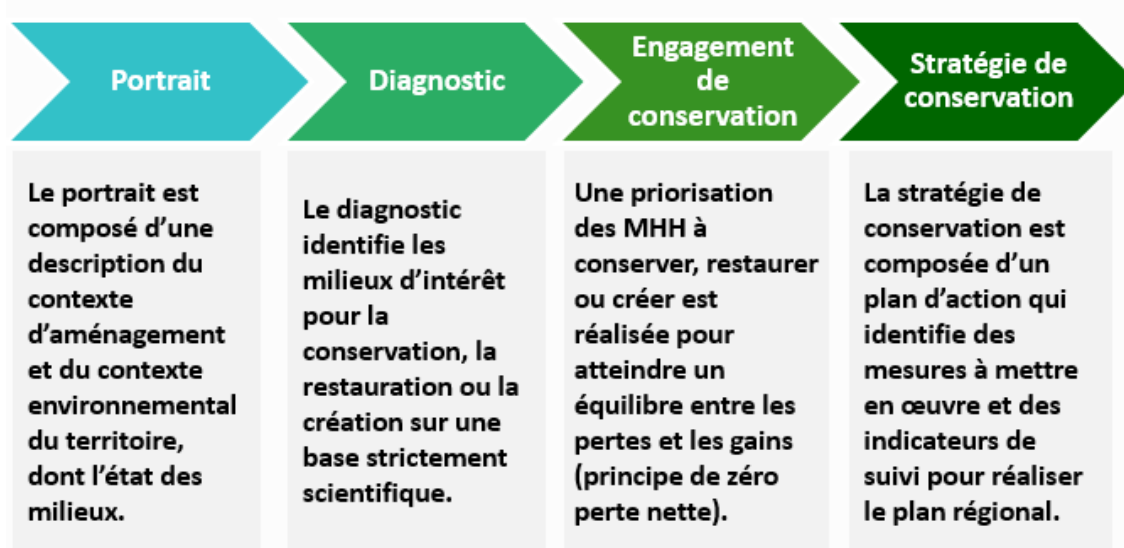 Portrait
Diagnostic
Engagement
de
conservation
Stratégie de
conservation
Le portrait est
composé d’une
description du
contexte
d’aménagement
et du contexte
environnemental
du territoire,
dont l’état des
milieux.
Le diagnostic
identifie les
milieux d’intérêt
pour la
conservation, la
restauration ou la
création sur une
base strictement
scientifique.
Une priorisation
des MHH à
conserver, restaurer
ou créer est
réalisée pour
atteindre un
équilibre entre les
pertes et les gains
(principe de zéro
perte nette).
La stratégie de
conservation est
composée d’un
plan d’action qui
identifie des
mesures à mettre
en œuvre et des
indicateurs de
suivi pour réaliser
le plan régional.